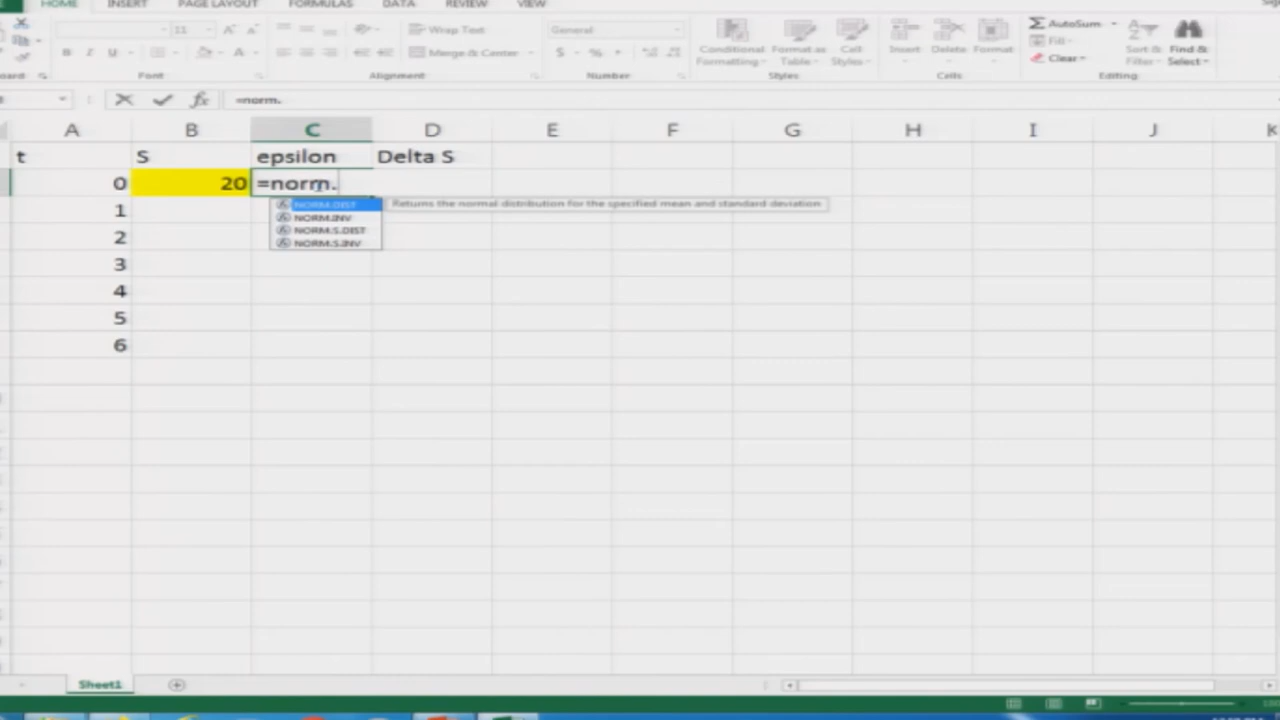 HOME INSERT PAGE LAYOUT FORMULAS DATA REVIEW VIEW
11 A A Wrap Text General AutoSum
Fill
B I U A Merge & Center $ % Conditional Formatting Format as Table Cell Styles Insert Delete Format Clear Sort & Filter Find & Select
Font Alignment Number Styles Cells Editing
fx =norm.
A B C D E F G H I J K
t S epsilon Delta S
0 20 =norm.
NORM.DIST Returns the normal distribution for the specified mean and standard deviation
1 NORM.INV
NORM.S.DIST
2 NORM.S.INV
3
4
5
6
Sheet1